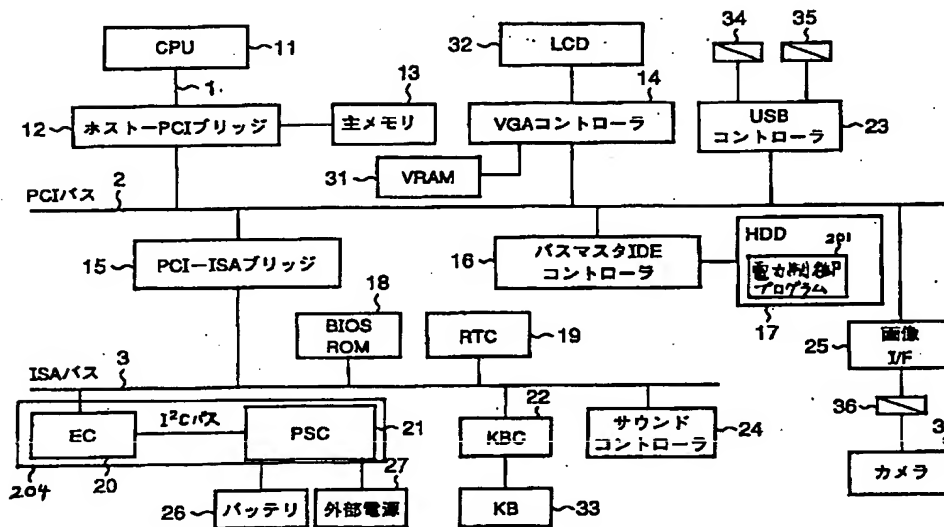 CPU
11
1.
12
ホストーPCIブリッジ
13
主メモリ
32
LCD
14
VGAコントローラ
31
VRAM
34
35
USB
コントローラ
23
PCIバス
2
15
PCI-ISAブリッジ
16
バスマスタIDE
コントローラ
HDD
201
電力制御
プログラム
17
18
BIOS
ROM
RTC
19
25
画像
I/F
36
3
カメラ
ISAバス
3
EC
I²Cバス
PSC
21
204
20
22
KBC
サウンド
コントローラ
24
26
バッテリ
27
外部電源
KB
33